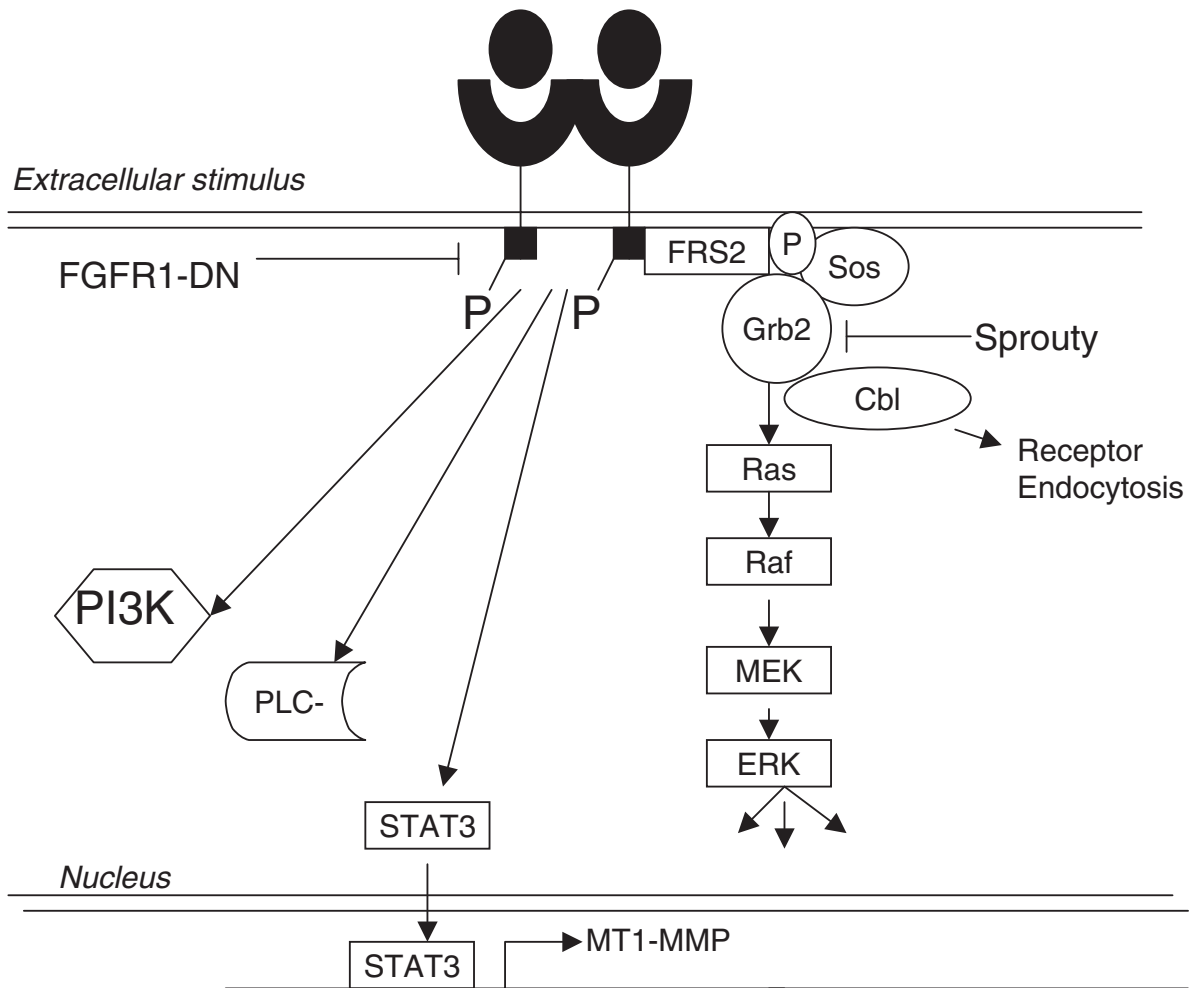 Extracellular stimulus
FGFR1-DN
P
P
FRS2
P
Sos
Grb2
Sprouty
Cbl
Receptor
Endocytosis
Ras
Raf
PI3K
MEK
PLC-
ERK
STAT3
Nucleus
STAT3
MT1-MMP